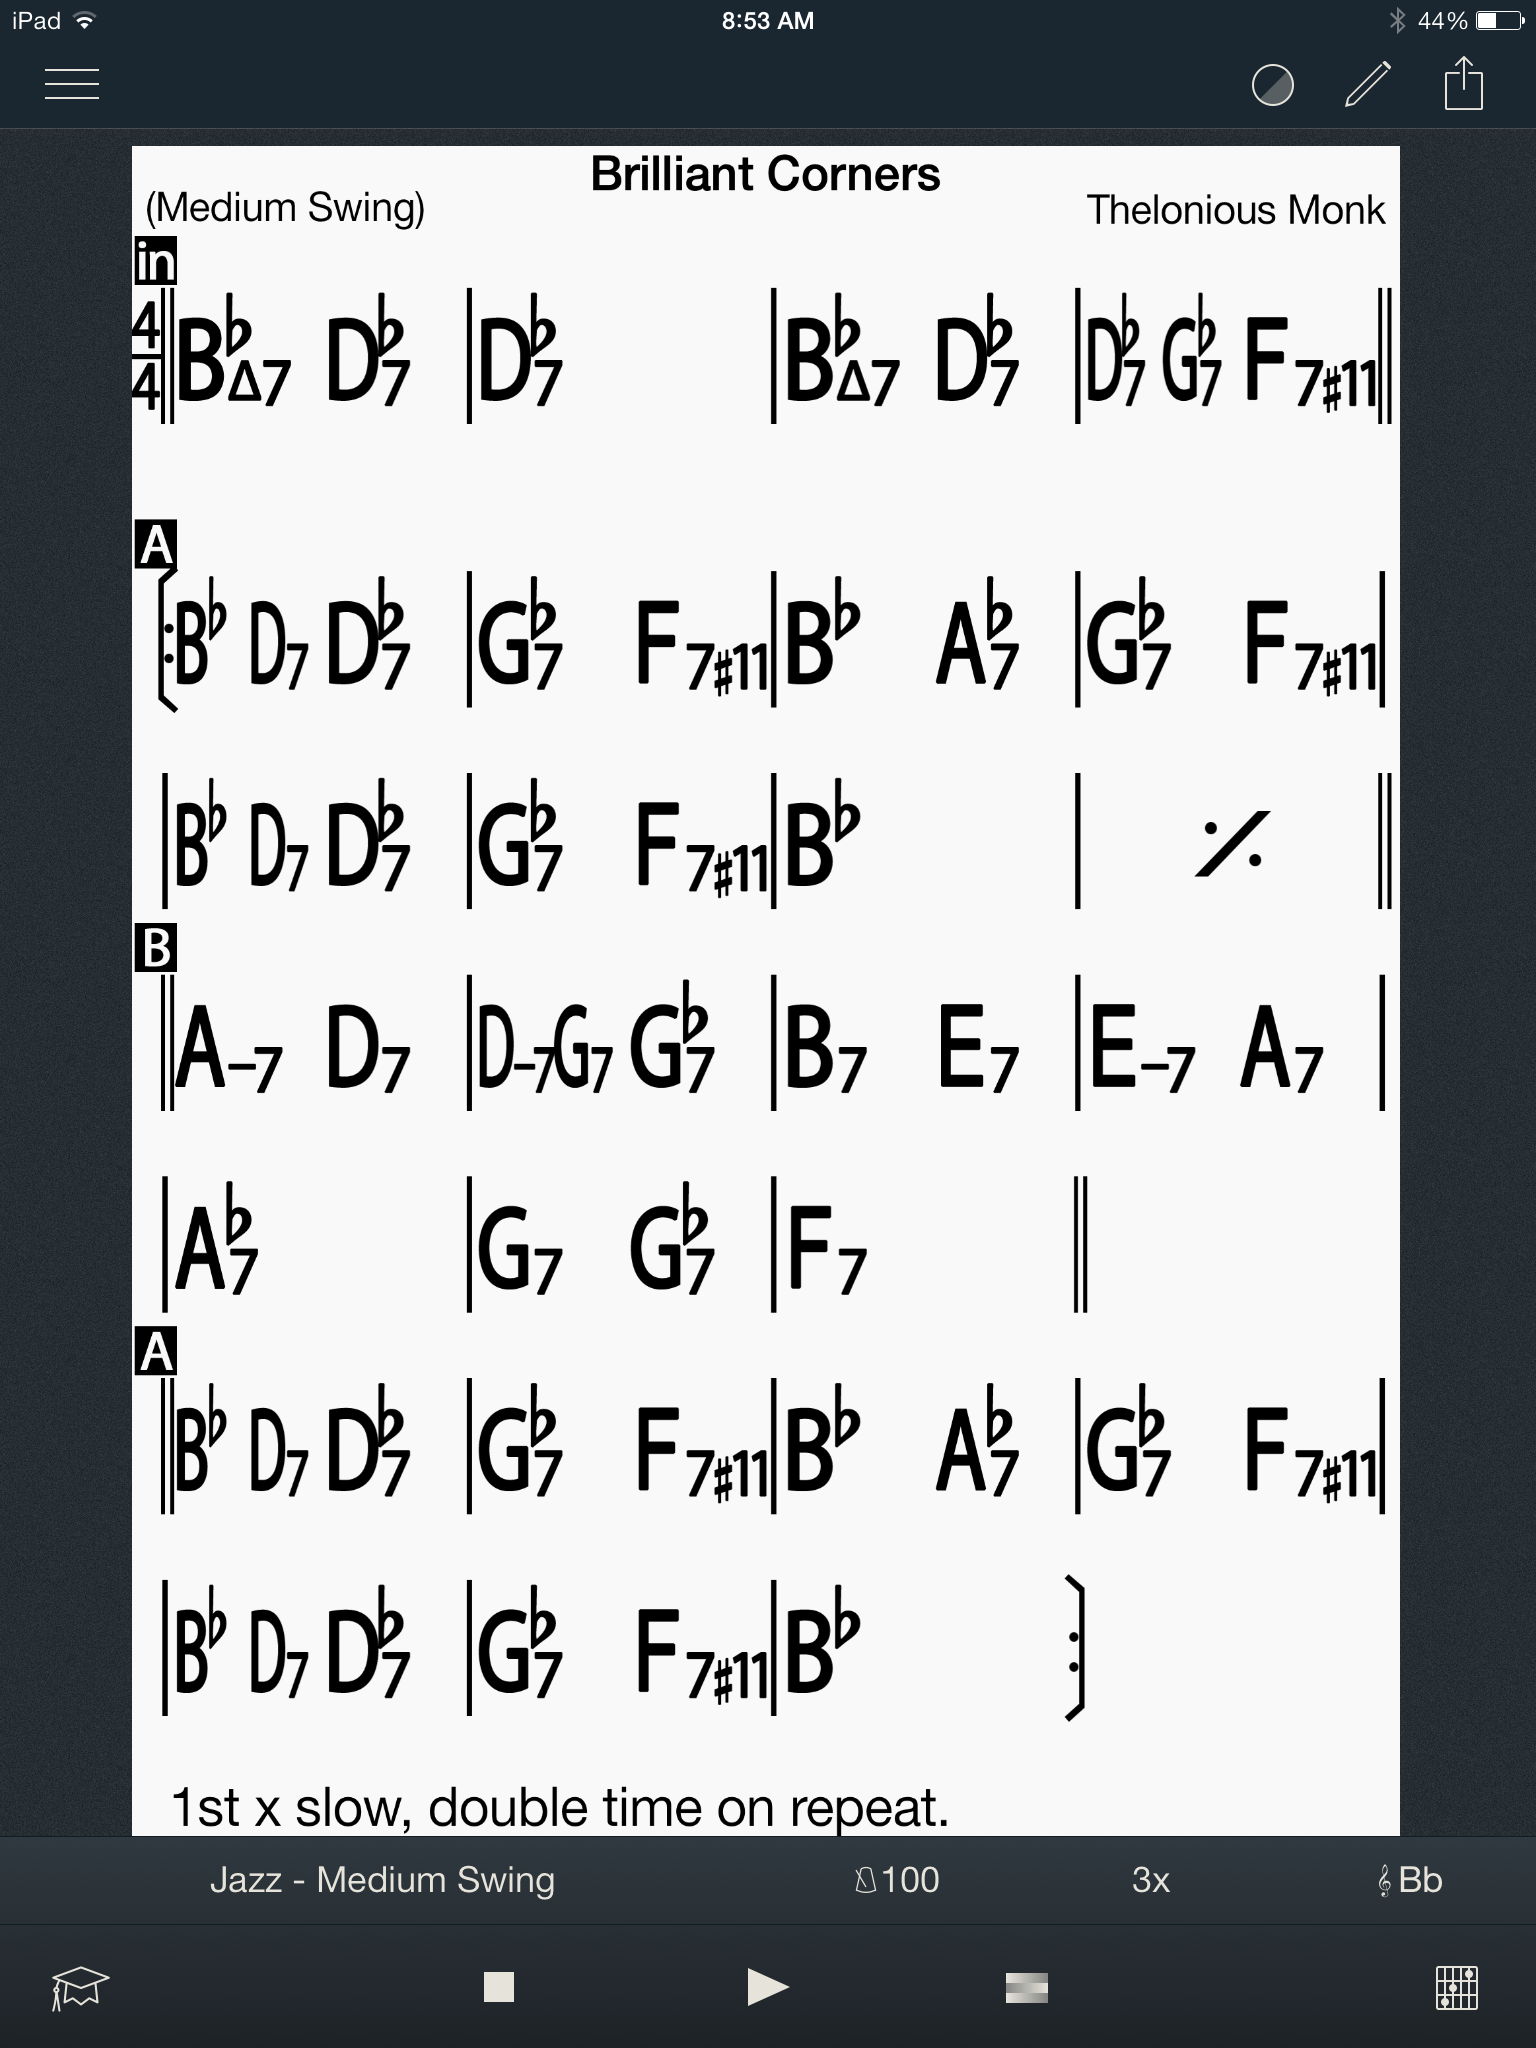 iPad 8:53 AM 44%
Brilliant Corners
(Medium Swing) Thelonious Monk
in
4/4 B♭Δ7 D♭7 | D♭7 | B♭Δ7 D♭7 | D♭7 G♭7 F7♯11
A
B♭ D7 D♭7 | G♭7 F7♯11 | B♭ A♭7 | G♭7 F7♯11 |
| B♭ D7 D♭7 | G♭7 F7♯11 | B♭ | 𝄎
B
A–7 D7 | D–7 G7 G♭7 | B7 E7 | E–7 A7 |
| A♭7 | G7 G♭7 | F7
A
B♭ D7 D♭7 | G♭7 F7♯11 | B♭ A♭7 | G♭7 F7♯11 |
| B♭ D7 D♭7 | G♭7 F7♯11 | B♭
1st x slow, double time on repeat.
Jazz - Medium Swing 100 3x Bb